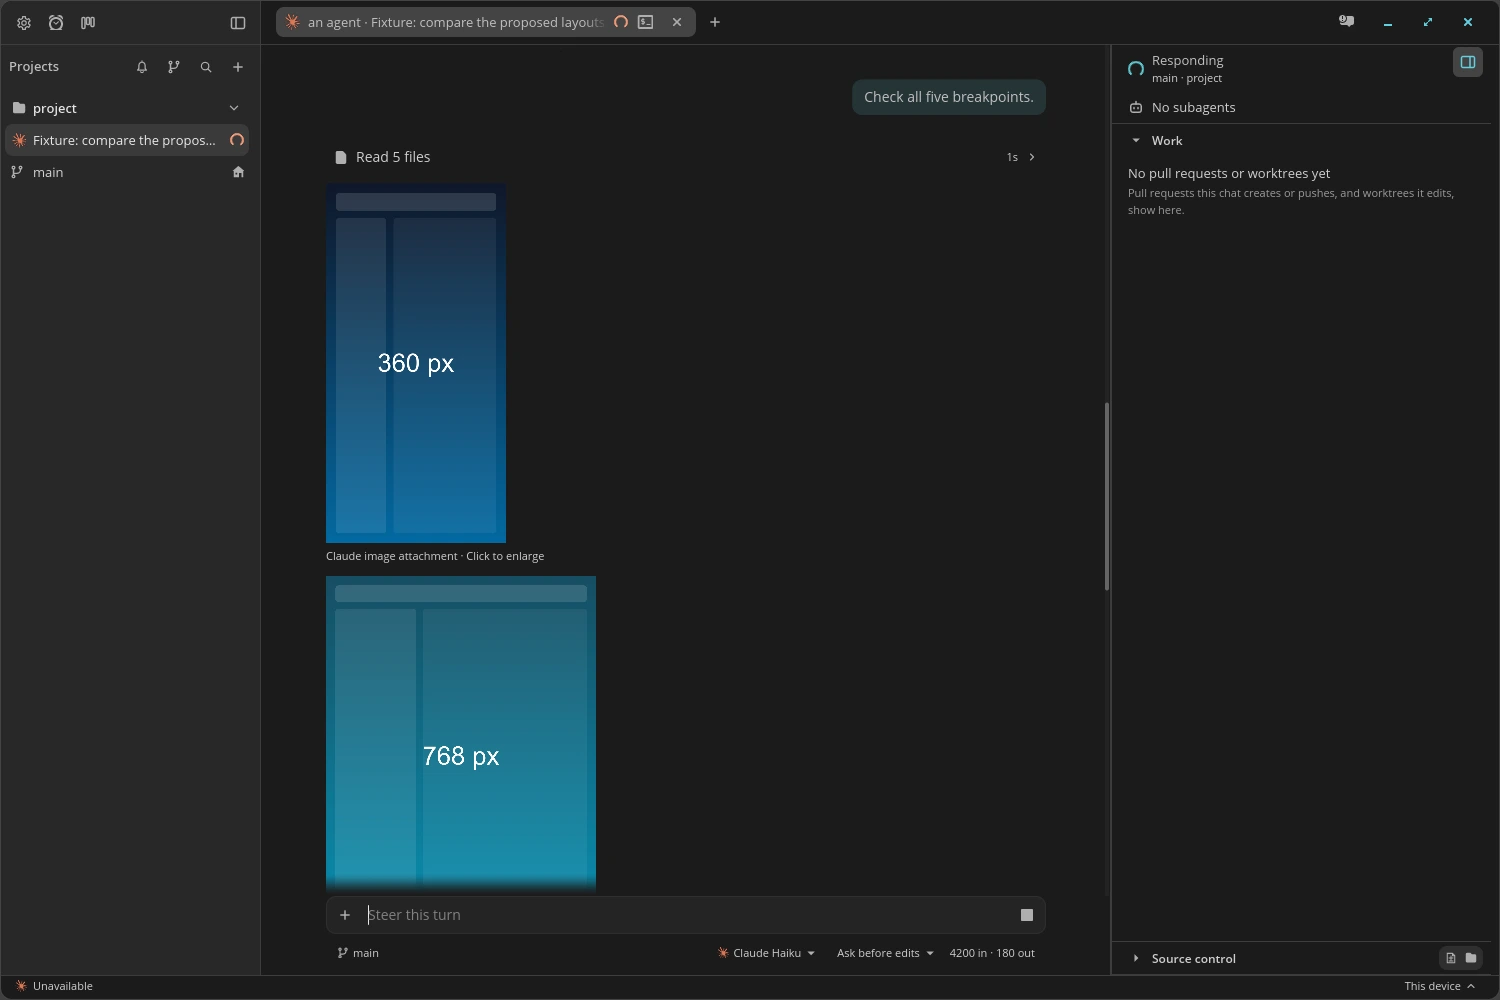 an agent · Fixture: compare the proposed layouts
Projects
project
Fixture: compare the propos...
main
Check all five breakpoints.
Read 5 files
1s
360 px
Claude image attachment · Click to enlarge
768 px
Steer this turn
main
Claude Haiku
Ask before edits
4200 in · 180 out
Responding
main · project
No subagents
Work
No pull requests or worktrees yet
Pull requests this chat creates or pushes, and worktrees it edits,
show here.
Source control
Unavailable
This device